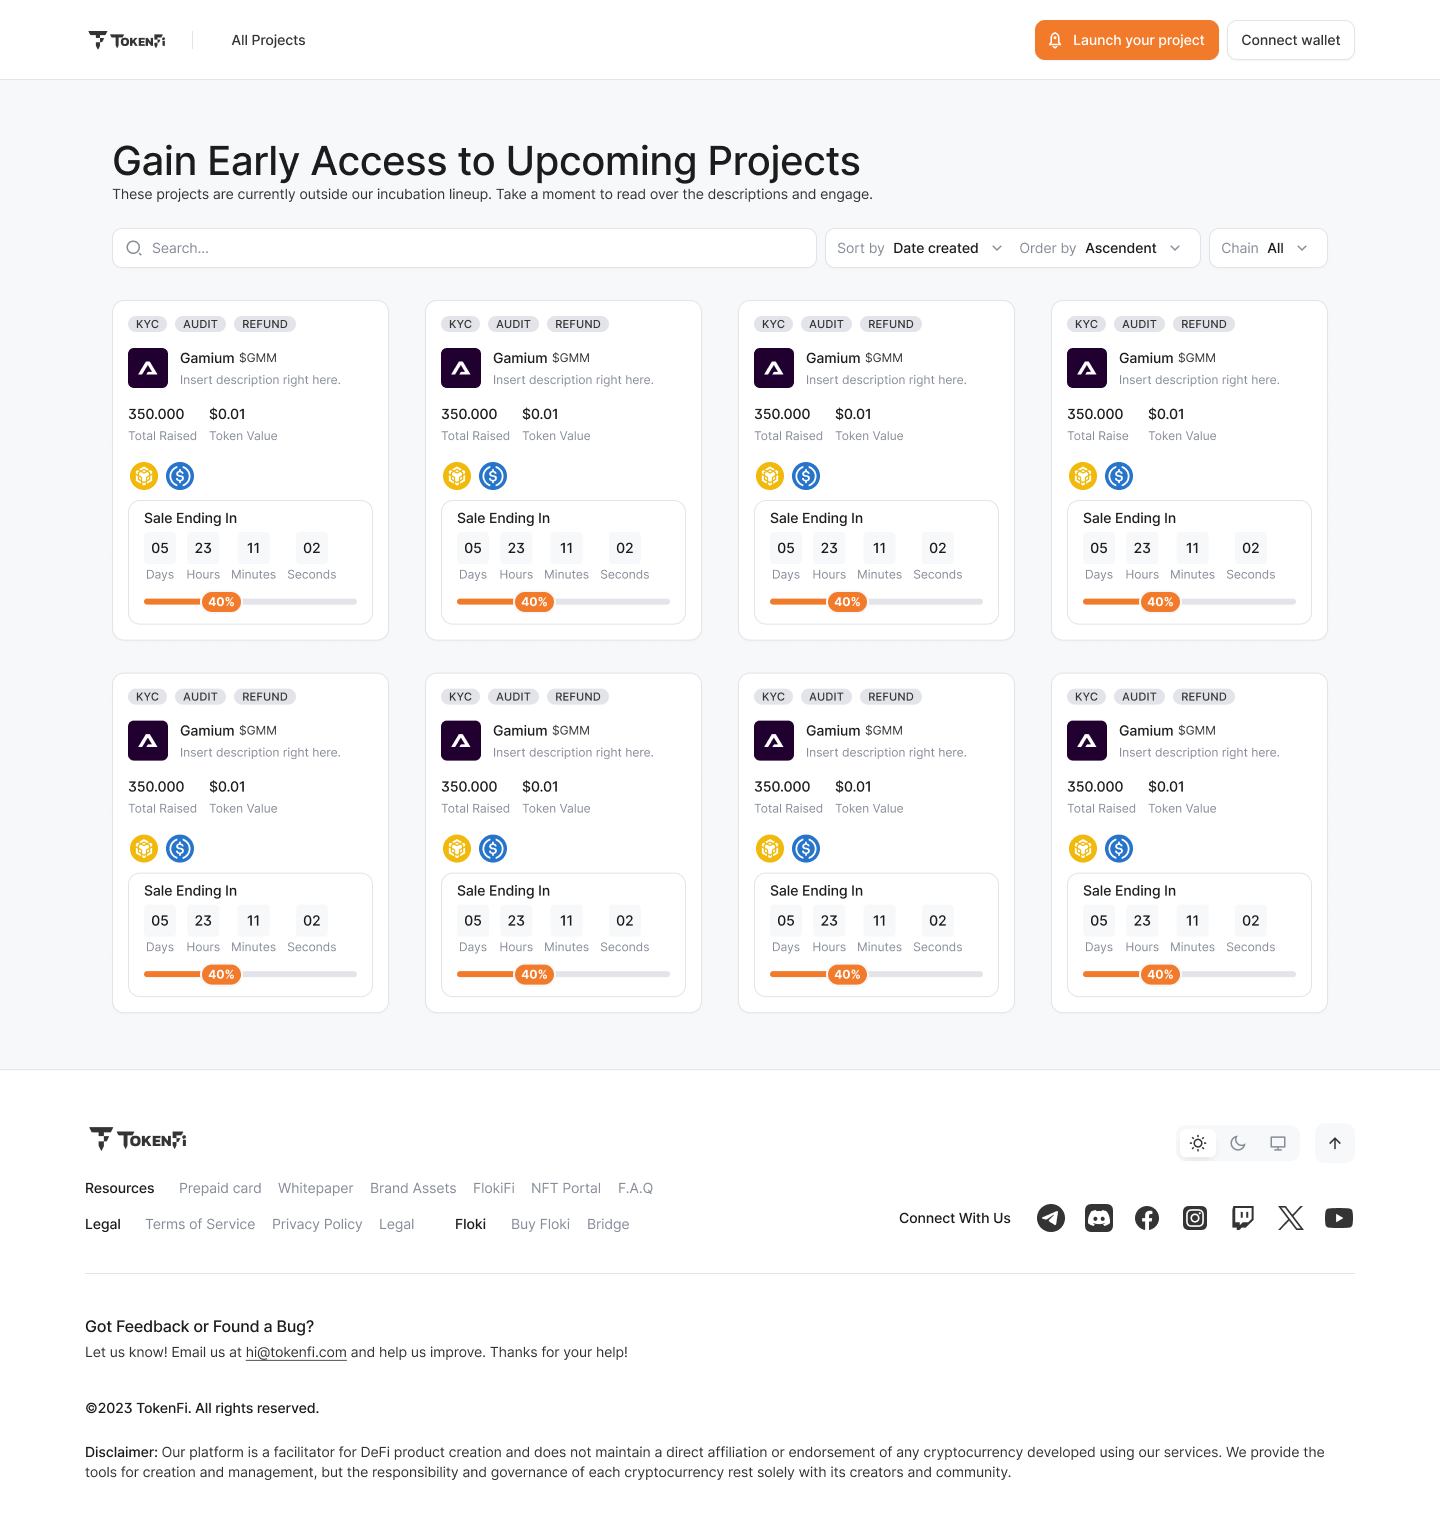 TOKENFI All Projects Launch your project Connect wallet
Gain Early Access to Upcoming Projects
These projects are currently outside our incubation lineup. Take a moment to read over the descriptions and engage.
Search... Sort by Date created Order by Ascendent Chain All
KYC AUDIT REFUND KYC AUDIT REFUND KYC AUDIT REFUND KYC AUDIT REFUND
Gamium $GMM Gamium $GMM Gamium $GMM Gamium $GMM
Insert description right here. Insert description right here. Insert description right here. Insert description right here.
350.000 $0.01 350.000 $0.01 350.000 $0.01 350.000 $0.01
Total Raised Token Value Total Raised Token Value Total Raised Token Value Total Raise Token Value
Sale Ending In Sale Ending In Sale Ending In Sale Ending In
05 23 11 02 05 23 11 02 05 23 11 02 05 23 11 02
Days Hours Minutes Seconds Days Hours Minutes Seconds Days Hours Minutes Seconds Days Hours Minutes Seconds
40% 40% 40% 40%
KYC AUDIT REFUND KYC AUDIT REFUND KYC AUDIT REFUND KYC AUDIT REFUND
Gamium $GMM Gamium $GMM Gamium $GMM Gamium $GMM
Insert description right here. Insert description right here. Insert description right here. Insert description right here.
350.000 $0.01 350.000 $0.01 350.000 $0.01 350.000 $0.01
Total Raised Token Value Total Raised Token Value Total Raised Token Value Total Raised Token Value
Sale Ending In Sale Ending In Sale Ending In Sale Ending In
05 23 11 02 05 23 11 02 05 23 11 02 05 23 11 02
Days Hours Minutes Seconds Days Hours Minutes Seconds Days Hours Minutes Seconds Days Hours Minutes Seconds
40% 40% 40% 40%
TOKENFI
Resources Prepaid card Whitepaper Brand Assets FlokiFi NFT Portal F.A.Q
Legal Terms of Service Privacy Policy Legal Floki Buy Floki Bridge Connect With Us
Got Feedback or Found a Bug?
Let us know! Email us at hi@tokenfi.com and help us improve. Thanks for your help!
©2023 TokenFi. All rights reserved.
Disclaimer: Our platform is a facilitator for DeFi product creation and does not maintain a direct affiliation or endorsement of any cryptocurrency developed using our services. We provide the
tools for creation and management, but the responsibility and governance of each cryptocurrency rest solely with its creators and community.